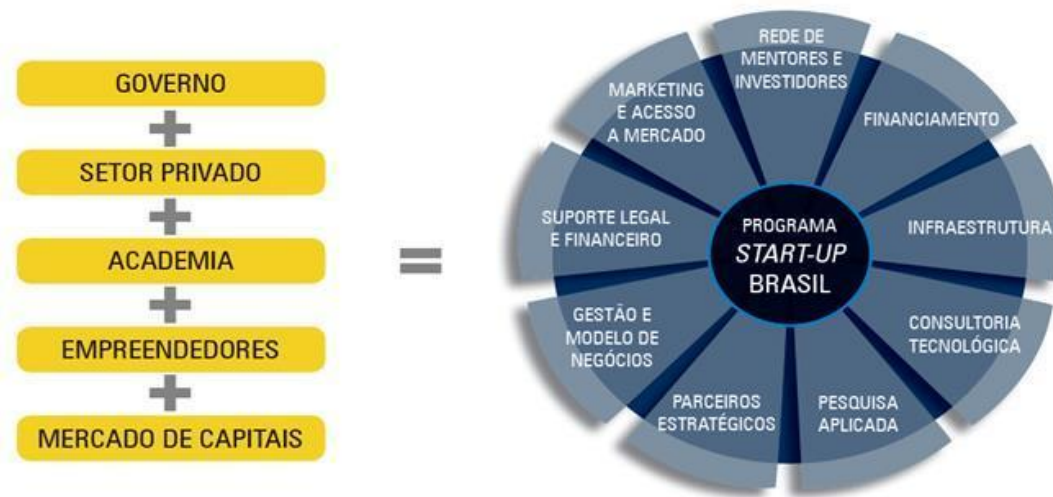 GOVERNO
+
SETOR PRIVADO
+
ACADEMIA
+
EMPREENDEDORES
+
MERCADO DE CAPITAIS
=
REDE DE
MENTORES E
INVESTIDORES
FINANCIAMENTO
INFRAESTRUTURA
CONSULTORIA
TECNOLÓGICA
PESQUISA
APLICADA
PARCEIROS
ESTRATÉGICOS
GESTÃO E
MODELO DE
NEGÓCIOS
SUPORTE LEGAL
E FINANCEIRO
MARKETING
E ACESSO
A MERCADO
PROGRAMA
START-UP
BRASIL